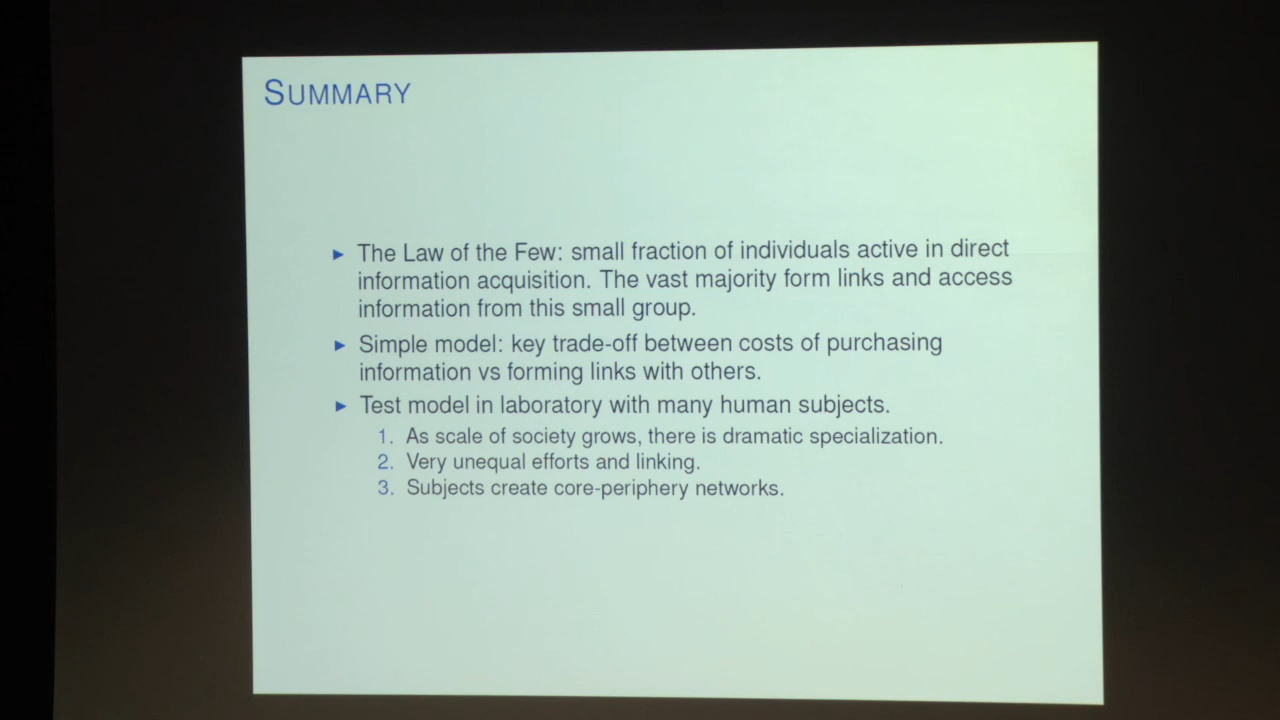 SUMMARY
► The Law of the Few: small fraction of individuals active in direct
information acquisition. The vast majority form links and access
information from this small group.
► Simple model: key trade-off between costs of purchasing
information vs forming links with others.
► Test model in laboratory with many human subjects.
1. As scale of society grows, there is dramatic specialization.
2. Very unequal efforts and linking.
3. Subjects create core-periphery networks.